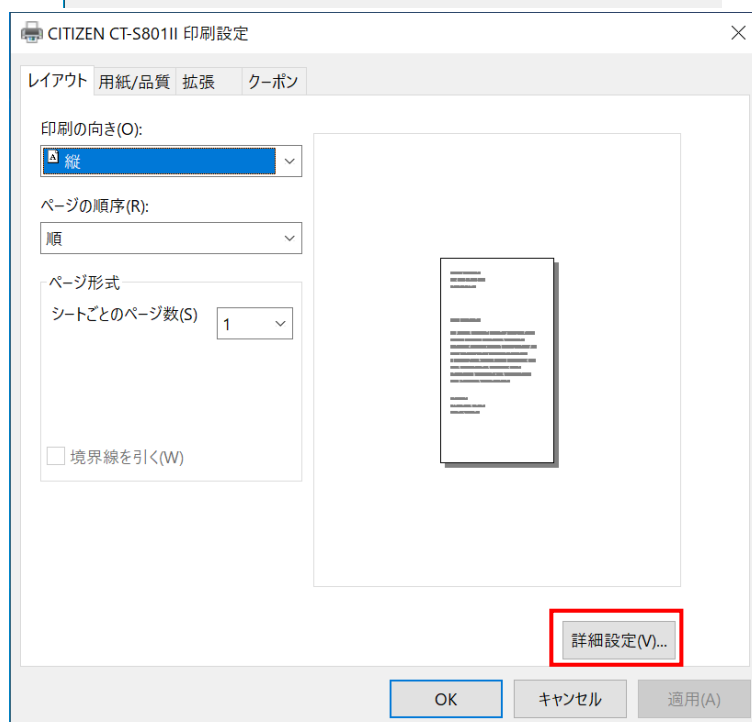 CITIZEN CT-S801II 印刷設定
レイアウト 用紙/品質 拡張 クーポン
印刷の向き(O):
A 縦
ページの順序(R):
順
ページ形式
シートごとのページ数(S) 1
境界線を引く(W)
詳細設定(V)...
OK キャンセル 適用(A)